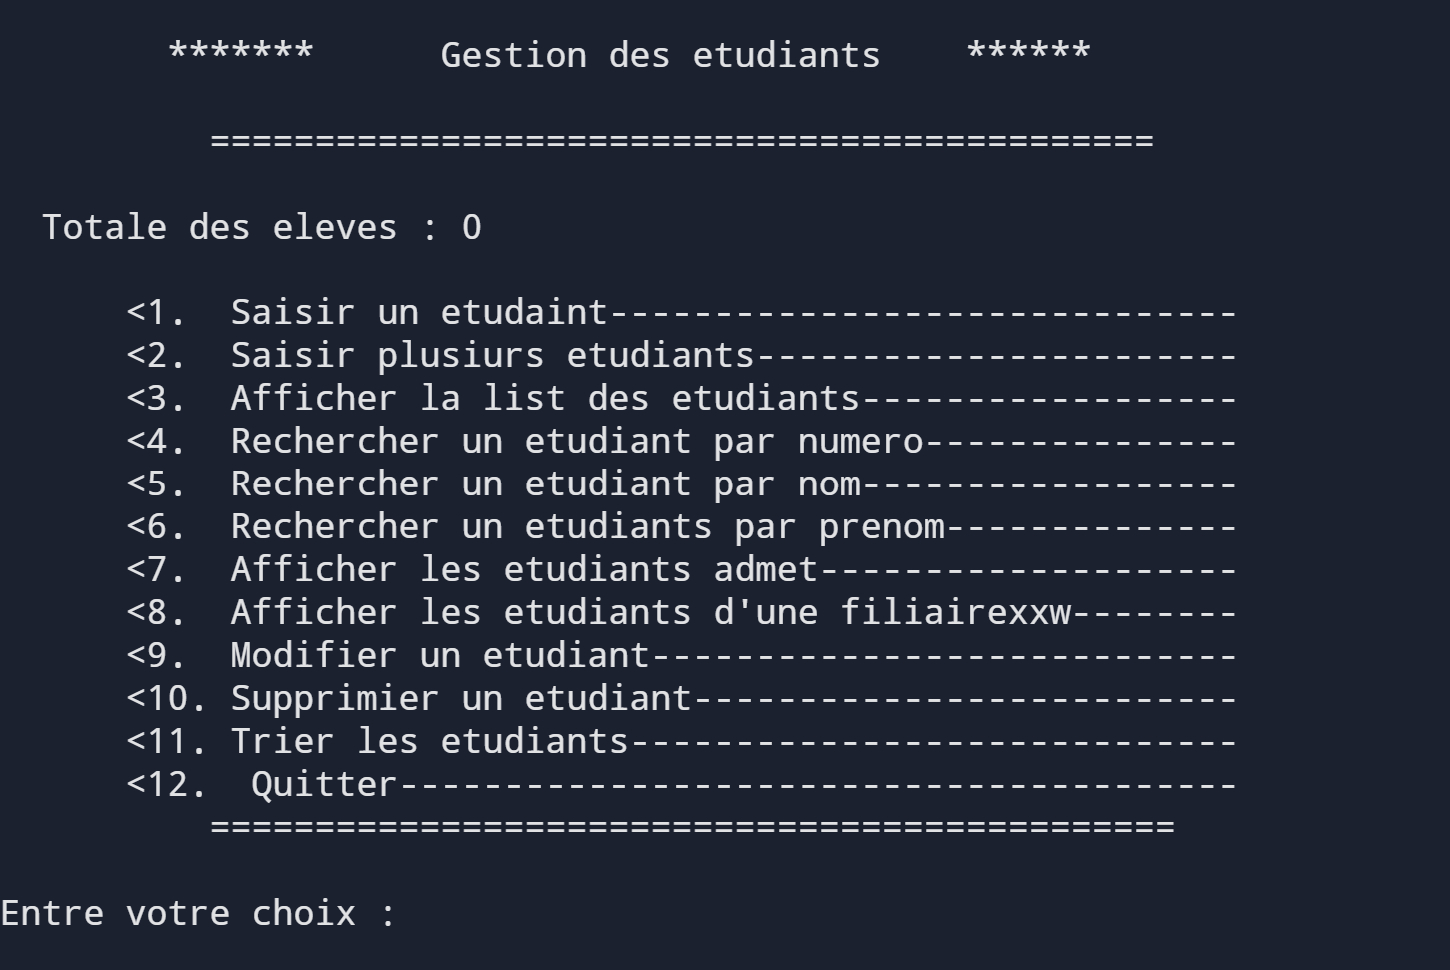 *******      Gestion des etudiants    ******
=============================================
Totale des eleves : 0
<1.  Saisir un etudaint------------------------------
<2.  Saisir plusiurs etudiants-----------------------
<3.  Afficher la list des etudiants------------------
<4.  Rechercher un etudiant par numero---------------
<5.  Rechercher un etudiant par nom------------------
<6.  Rechercher un etudiants par prenom--------------
<7.  Afficher les etudiants admet--------------------
<8.  Afficher les etudiants d'une filiairexxw--------
<9.  Modifier un etudiant----------------------------
<10. Supprimier un etudiant--------------------------
<11. Trier les etudiants-----------------------------
<12.  Quitter----------------------------------------
==============================================
Entre votre choix :